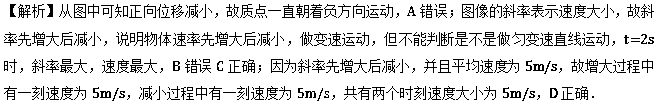 【解析】从图中可知正向位移减小，故质点一直朝着负方向运动，A 错误；图像的斜率表示速度大小，故斜
率先增大后减小，说明物体速率先增大后减小，做变速运动，但不能判断是不是做匀变速直线运动，t=2s
时，斜率最大，速度最大，B 错误 C 正确；因为斜率先增大后减小，并且平均速度为 5m/s，故增大过程中
有一刻速度为 5m/s，减小过程中有一刻速度为 5m/s，共有两个时刻速度大小为 5m/s，D 正确．